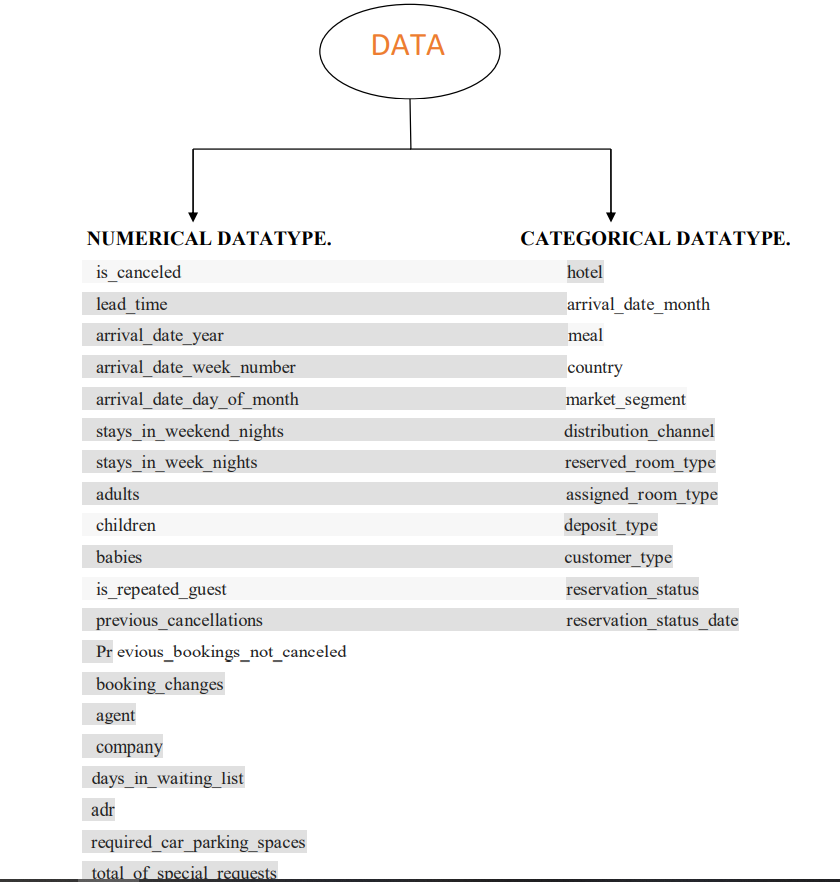 DATA
NUMERICAL DATATYPE. CATEGORICAL DATATYPE.
is_canceled hotel
lead_time arrival_date_month
arrival_date_year meal
arrival_date_week_number country
arrival_date_day_of_month market_segment
stays_in_weekend_nights distribution_channel
stays_in_week_nights reserved_room_type
adults assigned_room_type
children deposit_type
babies customer_type
is_repeated_guest reservation_status
previous_cancellations reservation_status_date
Pr evious_bookings_not_canceled
booking_changes
agent
company
days_in_waiting_list
adr
required_car_parking_spaces
total_of_special_requests